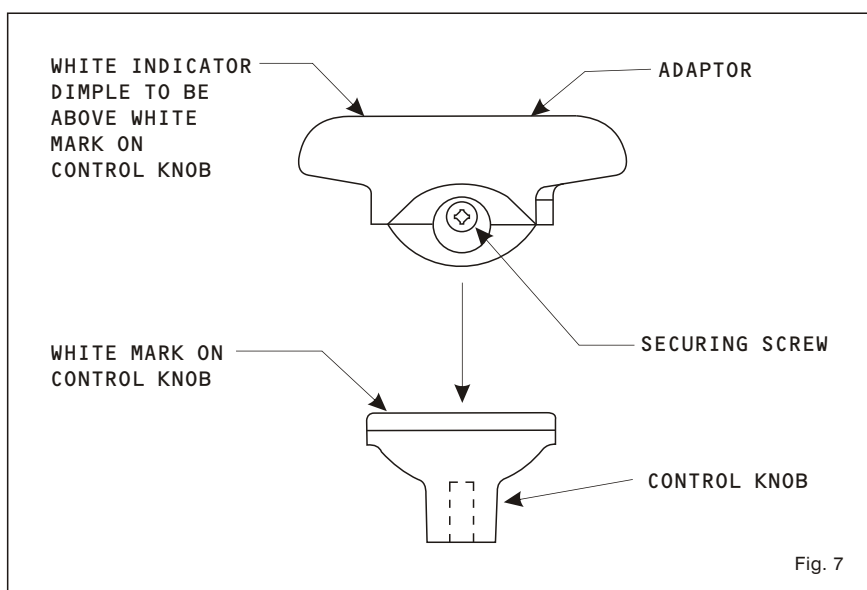 WHITE INDICATOR
DIMPLE TO BE
ABOVE WHITE
MARK ON
CONTROL KNOB
ADAPTOR
SECURING SCREW
WHITE MARK ON
CONTROL KNOB
CONTROL KNOB
Fig. 7